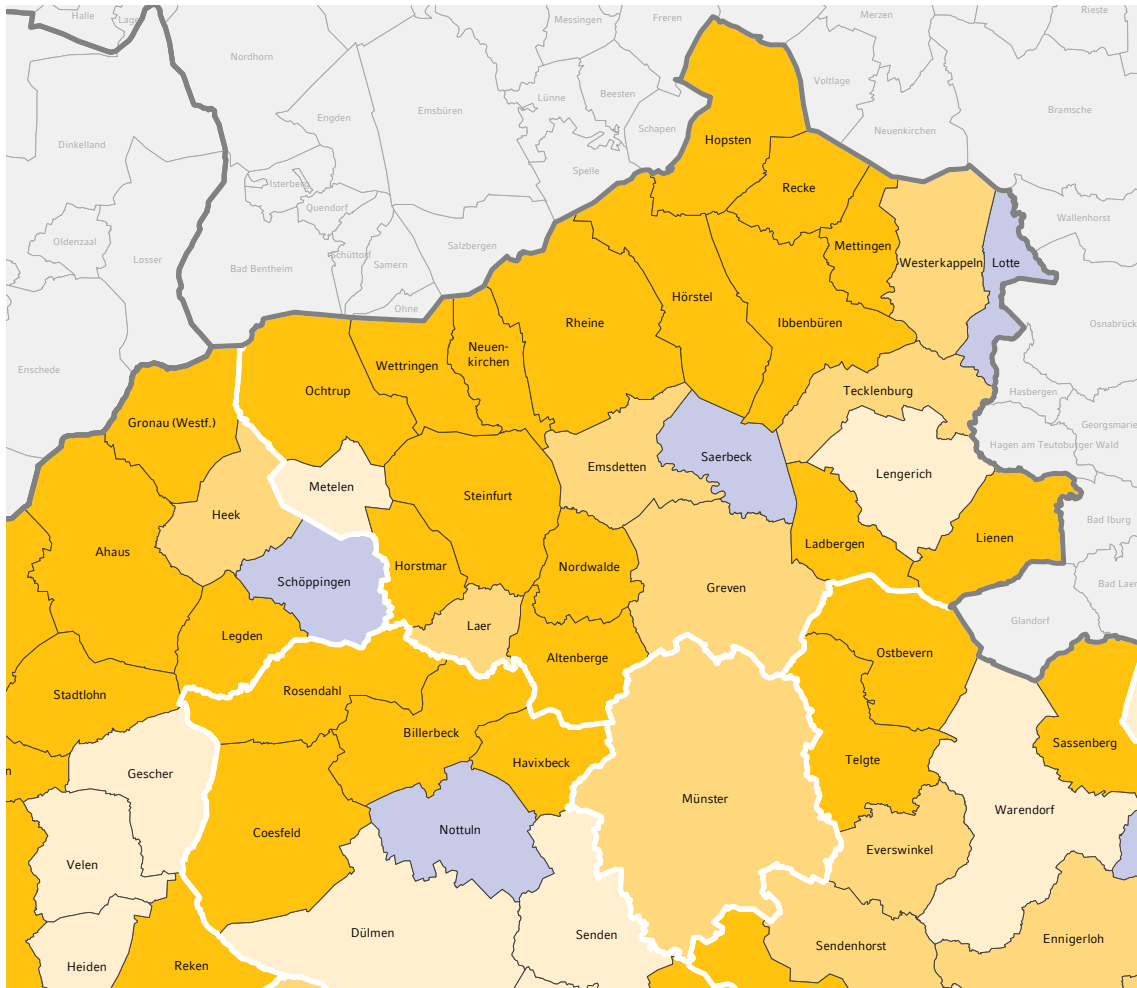 Halle
Lage
Messingen
Freren
Merzen
Rieste
Nordhorn
Voltlage
Lünne
Beesten
Emsbüren
Bramsche
Engden
Schapen
Neuenkirchen
Dinkelland
Hopsten
Spelle
Isterberg
Recke
Quendorf
Wallenhorst
Oldenzaal
Losser
Salzbergen
Mettingen
Schüttorf
Samern
Bad Bentheim
Westerkappeln
Lotte
Hörstel
Ohne
Rheine
Ibbenbüren
Osnabrück
Neuen-
kirchen
Wettringen
Enschede
Ochtrup
Tecklenburg
Hasbergen
Gronau (Westf.)
Georgsmarie
Hagen am Teutoburger Wald
Saerbeck
Emsdetten
Lengerich
Metelen
Steinfurt
Heek
Bad Iburg
Lienen
Ladbergen
Ahaus
Horstmar
Nordwalde
Schöppingen
Bad Laer
Greven
Glandorf
Laer
Legden
Ostbevern
Altenberge
Rosendahl
Stadtlohn
Billerbeck
Sassenberg
Telgte
Havixbeck
n
Gescher
Münster
Warendorf
Nottuln
Coesfeld
Everswinkel
Velen
Dülmen
Senden
Ennigerloh
Sendenhorst
Reken
Heiden